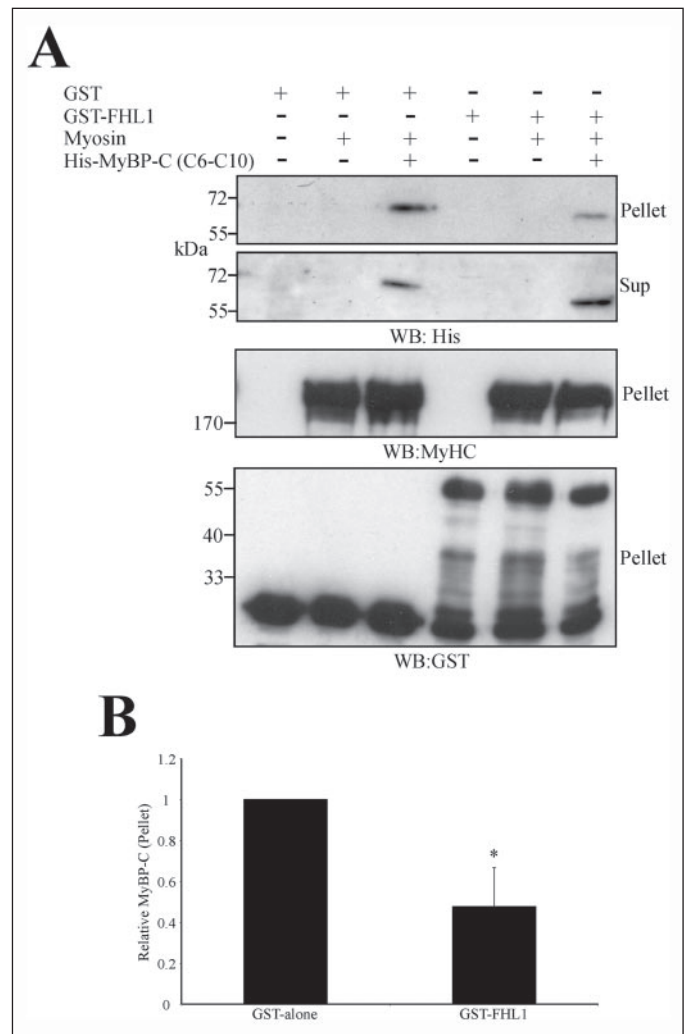 A
GST + + + - - -
GST-FHL1 - - - + + +
Myosin - + + - + +
His-MyBP-C (C6-C10) - - + - - +
72
55
Pellet
kDa
72
55
Sup
WB: His
170
Pellet
WB:MyHC
55
40
33
Pellet
WB:GST
B
Relative MyBP-C (Pellet)
1.2
1
0.8
0.6
0.4
0.2
0
*
GST-alone GST-FHL1